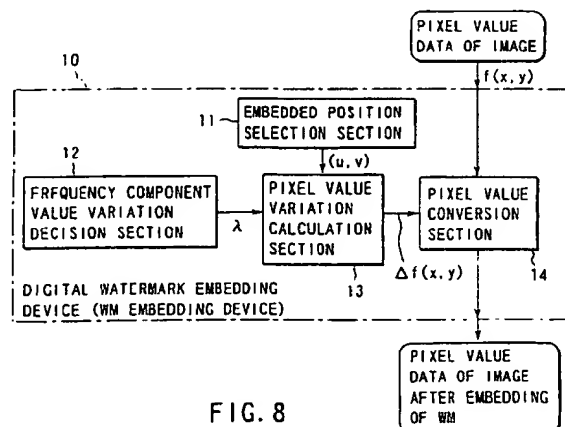 PIXEL VALUE
DATA OF IMAGE
10
f(x,y)
11
EMBEDDED POSITION
SELECTION SECTION
12
(u,v)
FRFQUENCY COMPONENT
VALUE VARIATION
DECISION SECTION
λ
PIXEL VALUE
VARIATION
CALCULATION
SECTION
PIXEL VALUE
CONVERSION
SECTION
13
Δf(x,y)
14
DIGITAL WATERMARK EMBEDDING
DEVICE (WM EMBEDDING DEVICE)
PIXEL VALUE
DATA OF IMAGE
AFTER EMBEDDING
OF WM
FIG. 8